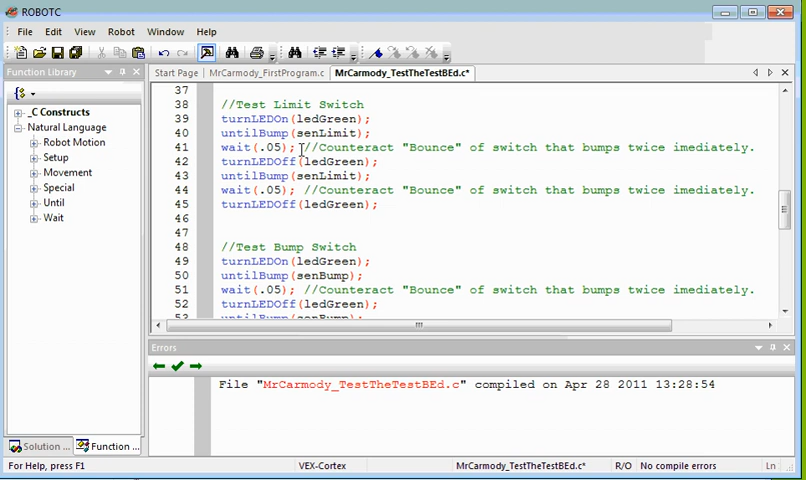 ROBOTC
File Edit View Robot Window Help
Function Library
Start Page MrCarmody_FirstProgram.c MrCarmody_TestTheTestBEd.c*
_C Constructs
Natural Language
Robot Motion
Setup
Movement
Special
Until
Wait
37
38 //Test Limit Switch
39 turnLEDOn(ledGreen);
40 untilBump(senLimit);
41 wait(.05); //Counteract "Bounce" of switch that bumps twice imediately.
42 turnLEDOff(ledGreen);
43 untilBump(senLimit);
44 wait(.05); //Counteract "Bounce" of switch that bumps twice imediately.
45 turnLEDOff(ledGreen);
46
47
48 //Test Bump Switch
49 turnLEDOn(ledGreen);
50 untilBump(senBump);
51 wait(.05); //Counteract "Bounce" of switch that bumps twice imediately.
52 turnLEDOff(ledGreen);
53 untilBump(senBump);
Errors
File "MrCarmody_TestTheTestBEd.c" compiled on Apr 28 2011 13:28:54
Solution ... Function ...
For Help, press F1 VEX-Cortex MrCarmody_TestTheTestBEd.c* R/O No compile errors Ln